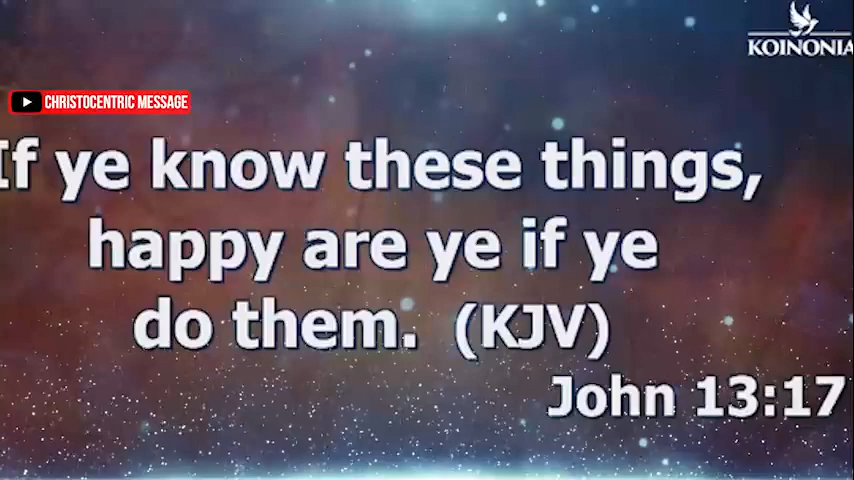 KOINONIA
CHRISTOCENTRIC MESSAGE
If ye know these things,
happy are ye if ye
do them. (KJV)
John 13:17